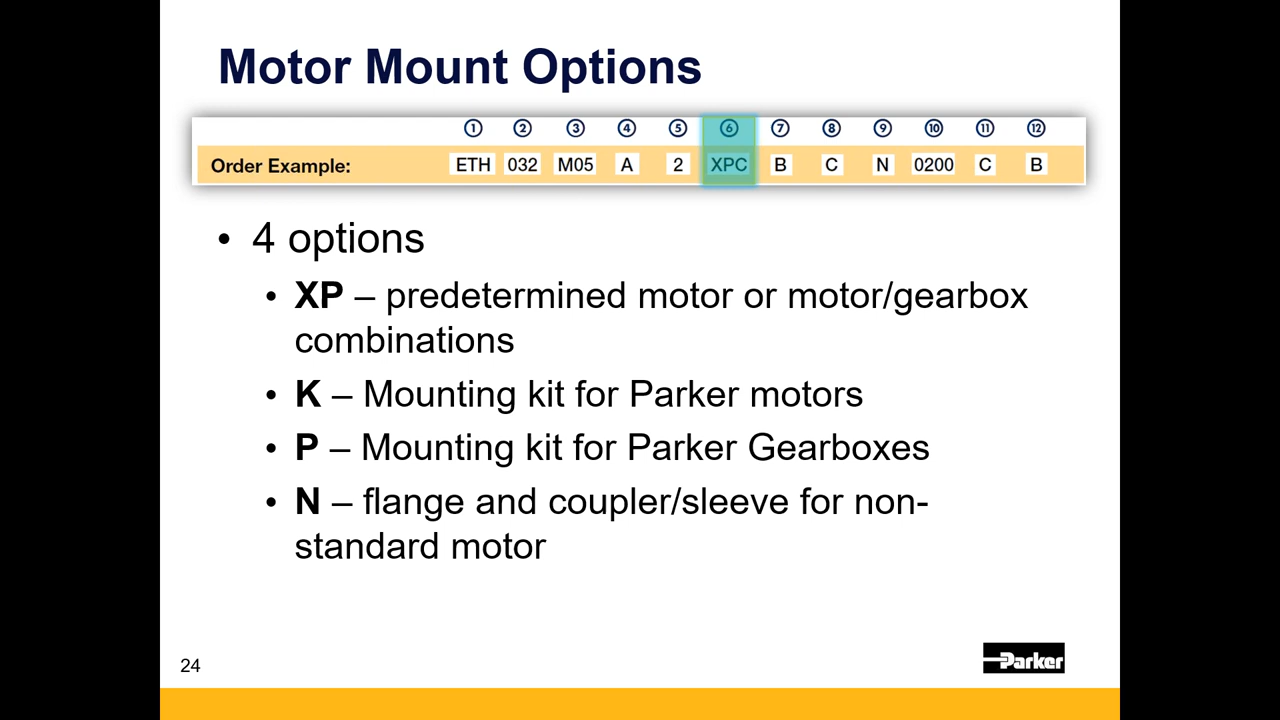 Motor Mount Options
① ② ③ ④ ⑤ ⑥ ⑦ ⑧ ⑨ ⑩ ⑪ ⑫
Order Example: ETH 032 M05 A 2 XPC B C N 0200 C B
• 4 options
• XP – predetermined motor or motor/gearbox
combinations
• K – Mounting kit for Parker motors
• P – Mounting kit for Parker Gearboxes
• N – flange and coupler/sleeve for non-
standard motor
24
Parker